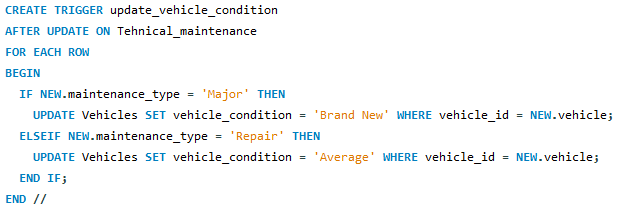 CREATE TRIGGER update_vehicle_condition
AFTER UPDATE ON Tehnical_maintenance
FOR EACH ROW
BEGIN
  IF NEW.maintenance_type = 'Major' THEN
    UPDATE Vehicles SET vehicle_condition = 'Brand New' WHERE vehicle_id = NEW.vehicle;
  ELSEIF NEW.maintenance_type = 'Repair' THEN
    UPDATE Vehicles SET vehicle_condition = 'Average' WHERE vehicle_id = NEW.vehicle;
  END IF;
END //